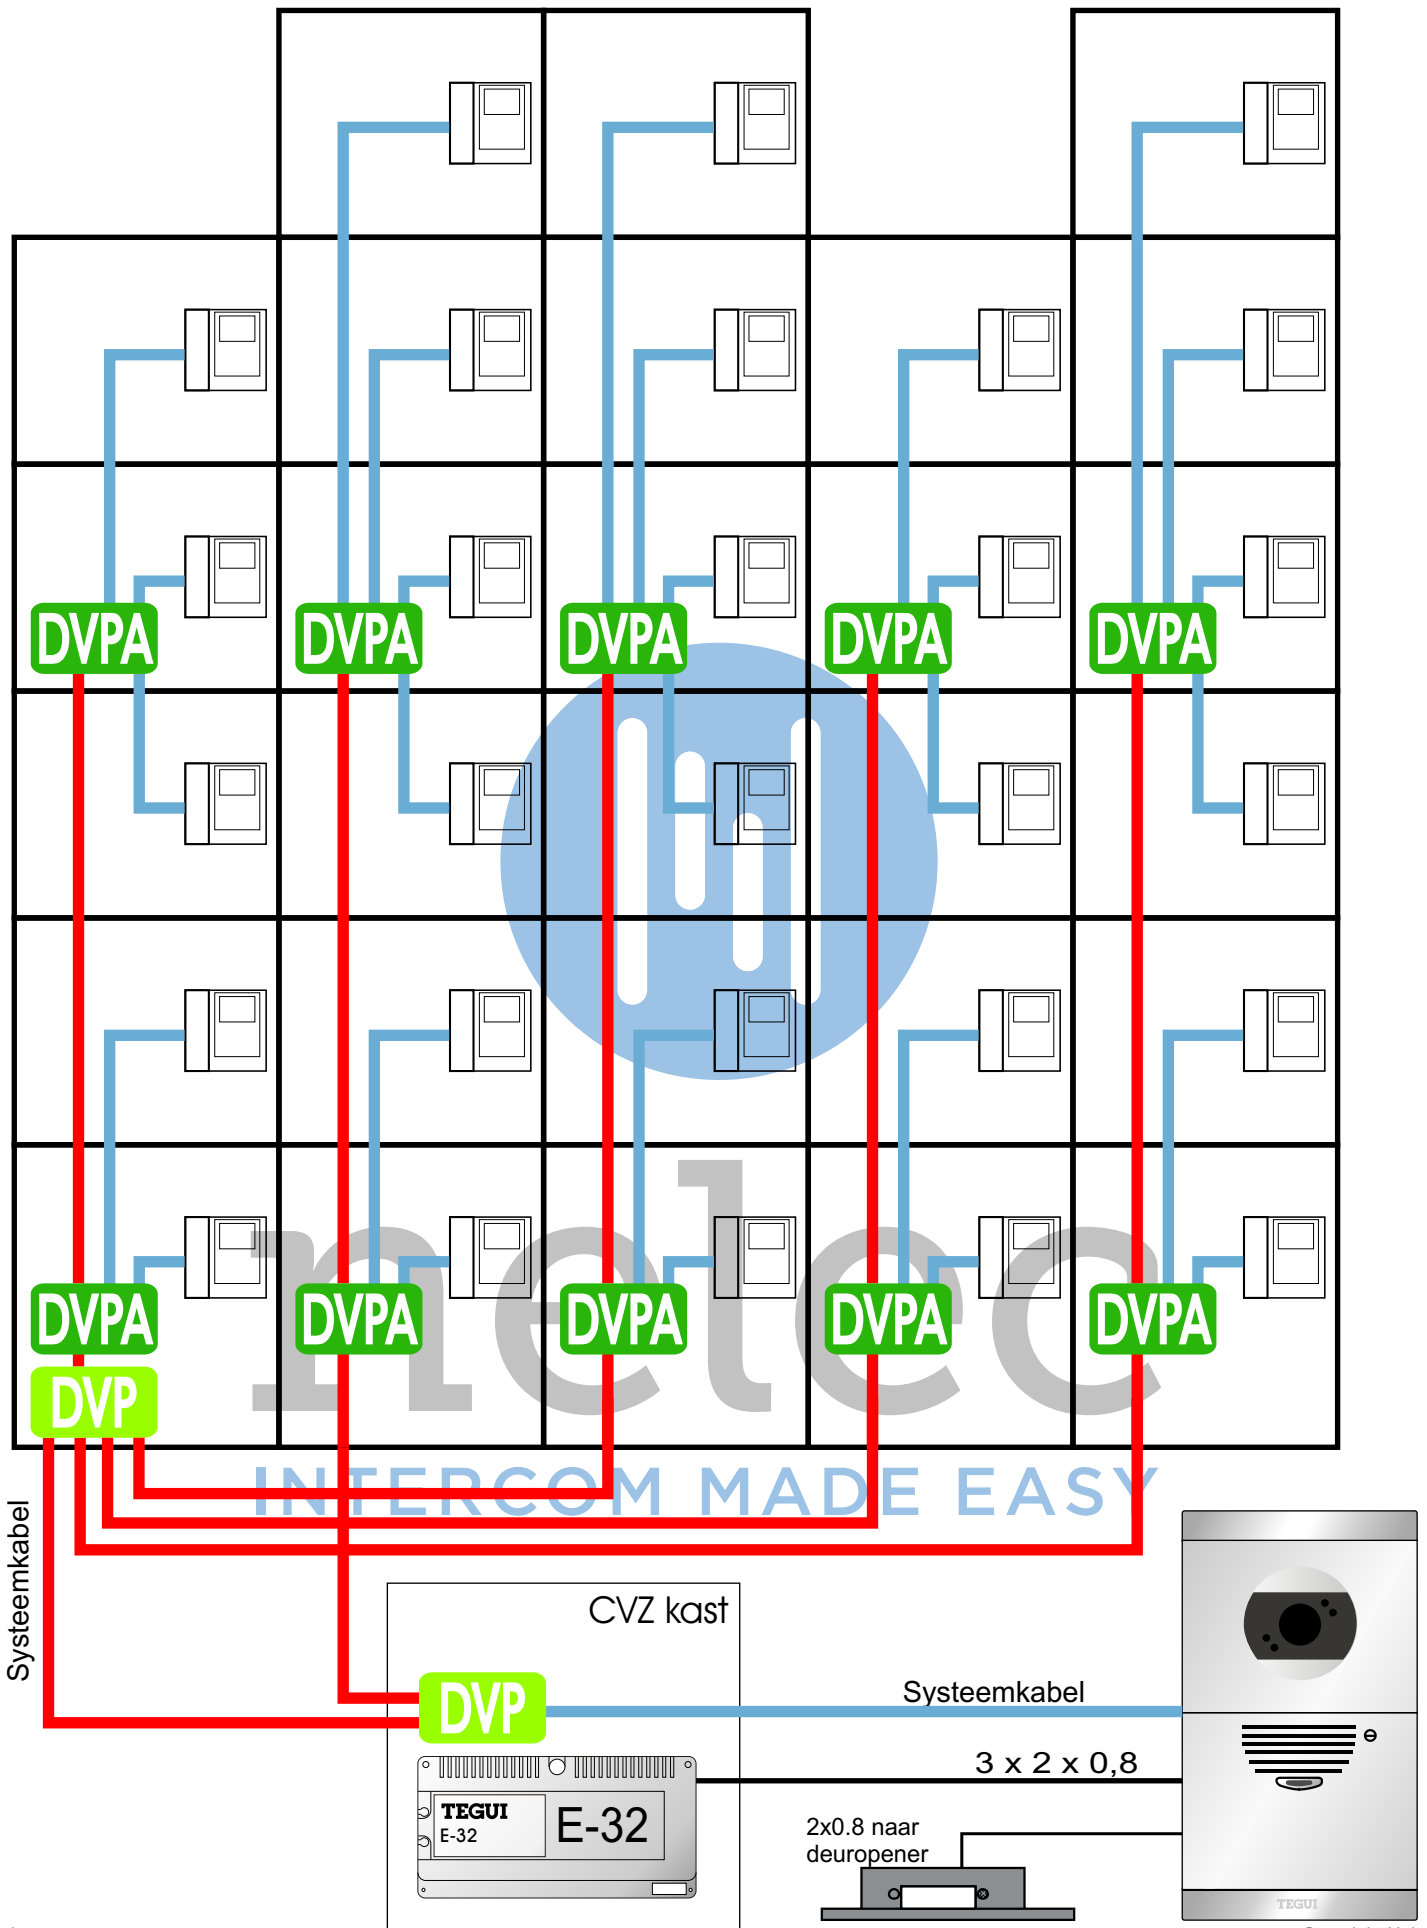 DVPA DVPA DVPA DVPA DVPA
nelec
DVPA DVPA DVPA DVPA DVPA
DVP
INTERCOM MADE EASY
Systeemkabel
CVZ kast
DVP
Systeemkabel
3 x 2 x 0,8
TEGUI
E-32
E-32
2x0.8 naar
deuropener
TEGUI